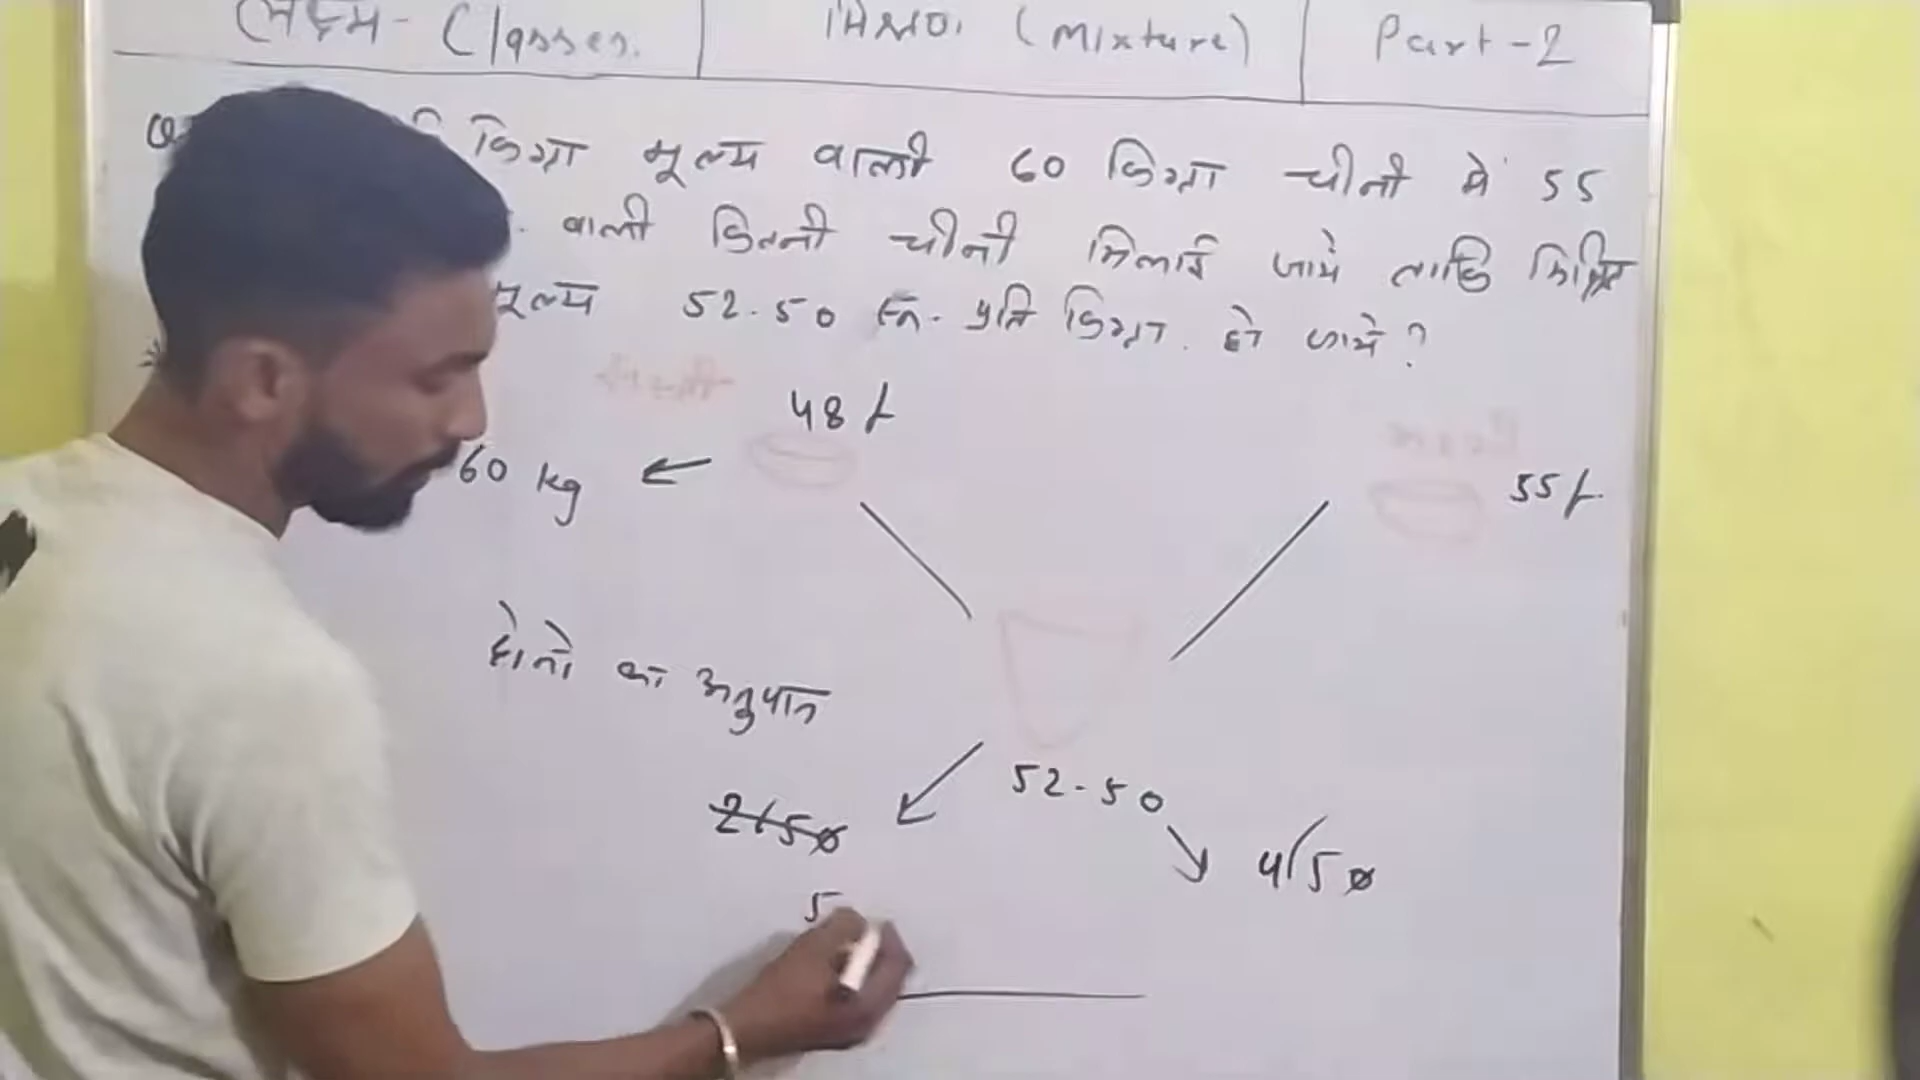 Classes. मिश्रण (Mixture) Part-2
किग्रा मूल्य वाली 60 किग्रा चीनी में 55
वाली कितनी चीनी मिलाई जाये ताकि मिश्रित
मूल्य 52.50 रू. प्रति किग्रा. हो जाये?
48/-
60 kg
55/-
दोनो का अनुपात
52.50
2/50
4/50
5